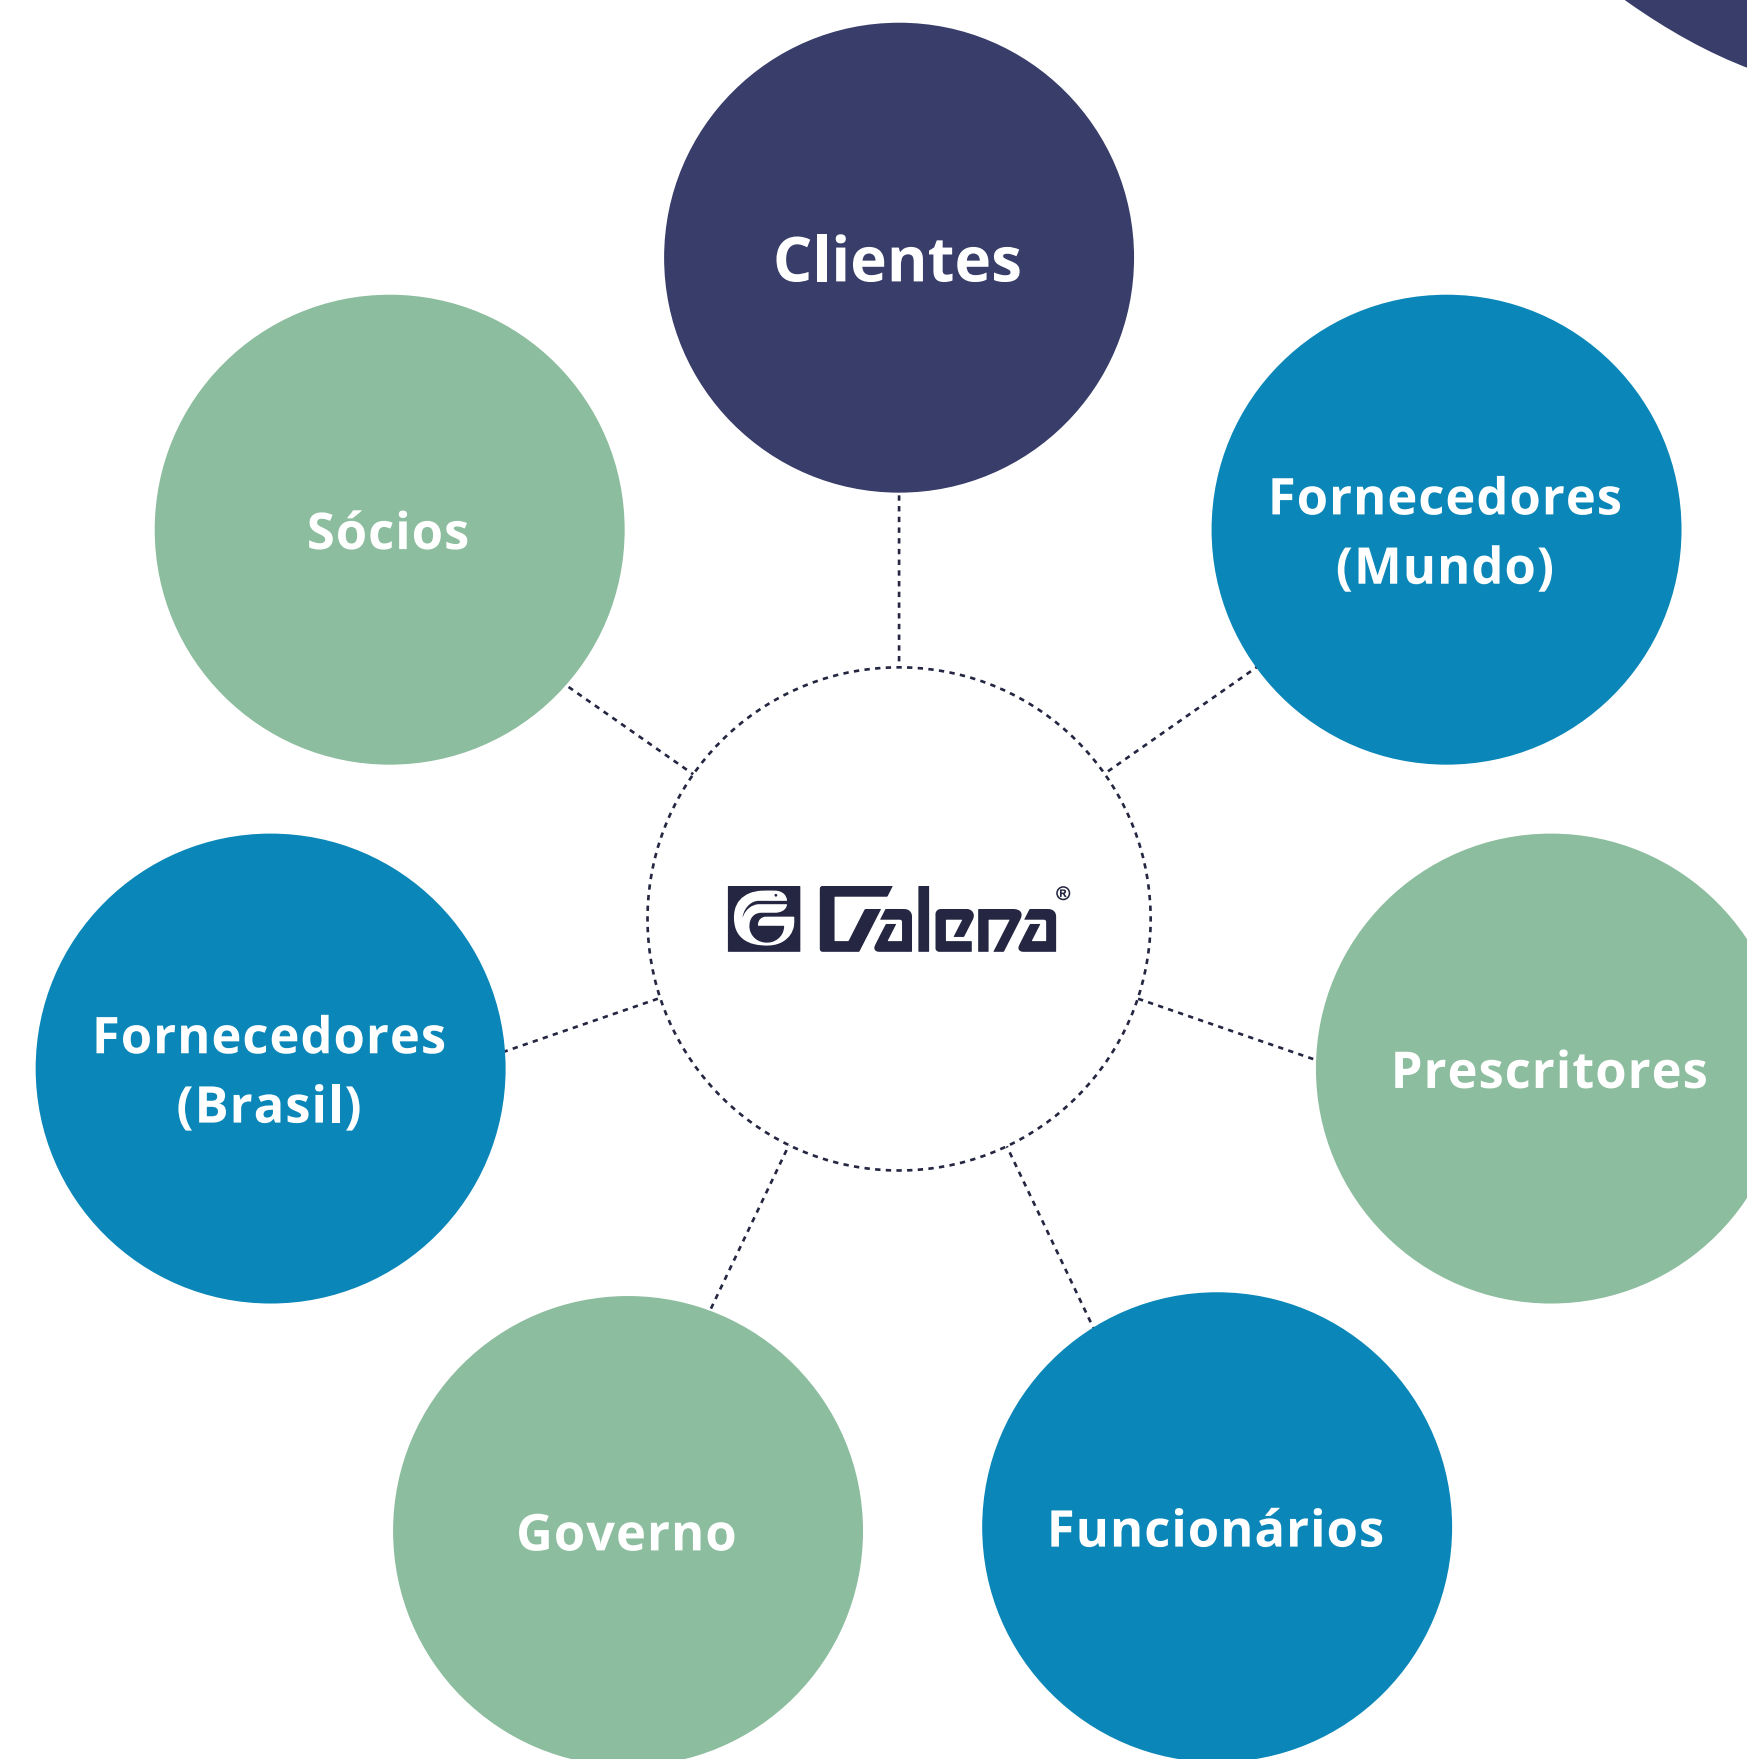 Clientes
Sócios
Fornecedores
(Mundo)
Galena®
Fornecedores
(Brasil)
Prescritores
Governo
Funcionários